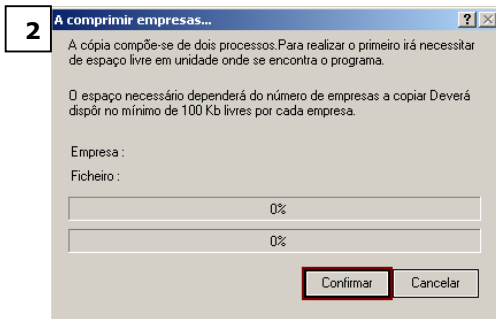 2
A comprimir empresas...
A cópia compõe-se de dois processos.Para realizar o primeiro irá necessitar
de espaço livre em unidade onde se encontra o programa.
O espaço necessário dependerá do número de empresas a copiar Deverá
dispôr no mínimo de 100 Kb livres por cada empresa.
Empresa :
Ficheiro :
0%
0%
Confirmar Cancelar